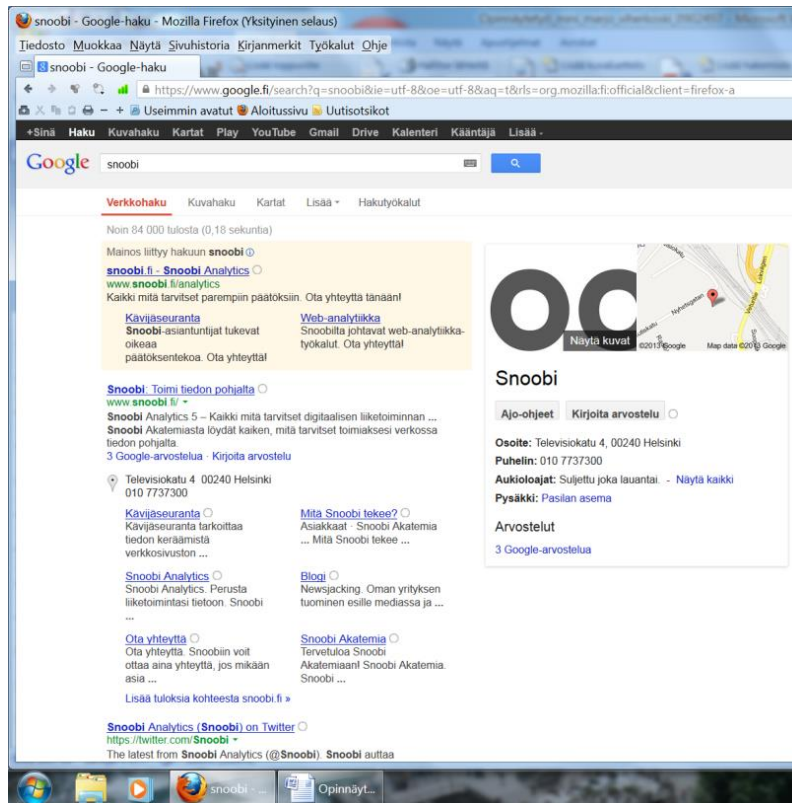 snoobi - Google-haku - Mozilla Firefox (Yksityinen selaus)
Tiedosto Muokkaa Näytä Sivuhistoria Kirjanmerkit Työkalut Ohje
snoobi - Google-haku
https://www.google.fi/search?q=snoobi&ie=utf-8&oe=utf-8&aq=t&rls=org.mozilla:fi:official&client=firefox-a
Useimmin avatut Aloitussivu Uutisotsikot
+Sinä Haku Kuvahaku Kartat Play YouTube Gmail Drive Kalenteri Kääntäjä Lisää
Google snoobi
Verkkohaku Kuvahaku Kartat Lisää Hakutyökalut
Noin 84 000 tulosta (0,18 sekuntia)
Mainos liittyy hakuun snoobi
snoobi.fi - Snoobi Analytics
www.snoobi.fi/analytics
Kaikki mitä tarvitset parempiin päätöksiin. Ota yhteyttä tänään!
Kävijäseuranta
Snoobi-asiantuntijat tukevat
oikeaa
päätöksentekoa. Ota yhteyttä!
Web-analytiikka
Snoobilta johtavat web-analytiikka-
työkalut. Ota yhteyttä!
Snoobi: Toimi tiedon pohjalta
www.snoobi.fi/
Snoobi Analytics 5 – Kaikki mitä tarvitset digitaalisen liiketoiminnan ...
Snoobi Akatemiasta löydät kaiken, mitä tarvitset toimiaksesi verkossa
tiedon pohjalta.
3 Google-arvostelua · Kirjoita arvostelu
Televisiokatu 4 00240 Helsinki
010 7737300
Kävijäseuranta
Kävijäseuranta tarkoittaa
tiedon keräämistä
verkkosivuston ...
Mitä Snoobi tekee?
Asiakkaat · Snoobi Akatemia
... Mitä Snoobi tekee ...
Snoobi Analytics
Snoobi Analytics. Perusta
liiketoimintasi tietoon. Snoobi
...
Blogi
Newsjacking. Oman yrityksen
tuominen esille mediassa ja ...
Ota yhteyttä
Ota yhteyttä. Snoobiin voit
ottaa aina yhteyttä, jos mikään
asia ...
Snoobi Akatemia
Tervetuloa Snoobi
Akatemiaan! Snoobi Akatemia.
Snoobi ...
Lisää tuloksia kohteesta snoobi.fi »
Snoobi Analytics (Snoobi) on Twitter
https://twitter.com/Snoobi
The latest from Snoobi Analytics (@Snoobi). Snoobi auttaa
oo
Näytä kuvat
©2013 Google Map data ©2013 Google
Snoobi
Ajo-ohjeet Kirjoita arvostelu
Osoite: Televisiokatu 4, 00240 Helsinki
Puhelin: 010 7737300
Aukioloajat: Suljettu joka lauantai. - Näytä kaikki
Pysäkki: Pasilan asema
Arvostelut
3 Google-arvostelua
snoobi - ... Opinnäyt...